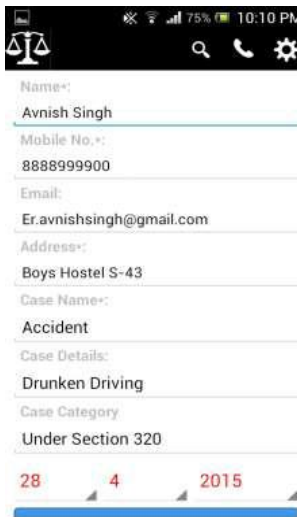 75% 10:10 PM
Name*:
Avnish Singh
Mobile No.*:
8888999900
Email:
Er.avnishsingh@gmail.com
Address*:
Boys Hostel S-43
Case Name*:
Accident
Case Details:
Drunken Driving
Case Category
Under Section 320
28 4 2015